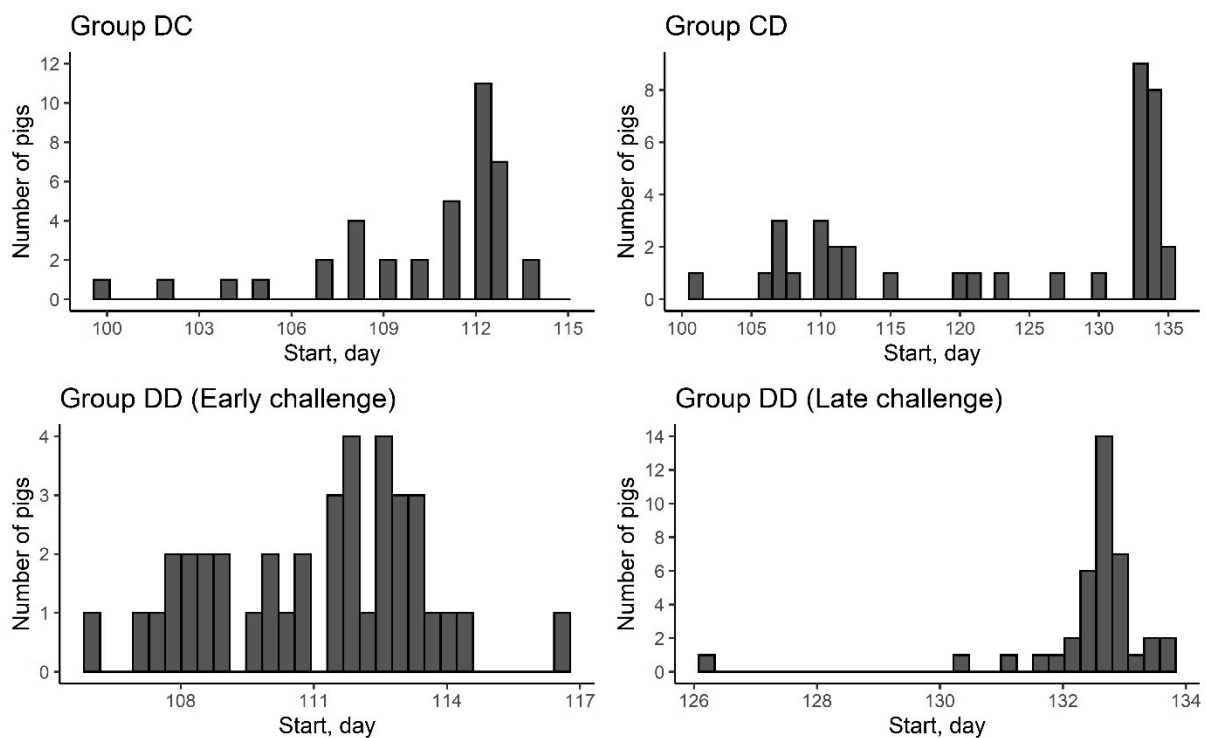 Group DC
Number of pigs
12
10
8
6
4
2
0
100 103 106 109 112 115
Start, day
Group CD
Number of pigs
8
6
4
2
0
100 105 110 115 120 125 130 135
Start, day
Group DD (Early challenge)
Number of pigs
4
3
2
1
0
108 111 114 117
Start, day
Group DD (Late challenge)
Number of pigs
14
12
10
8
6
4
2
0
126 128 130 132 134
Start, day